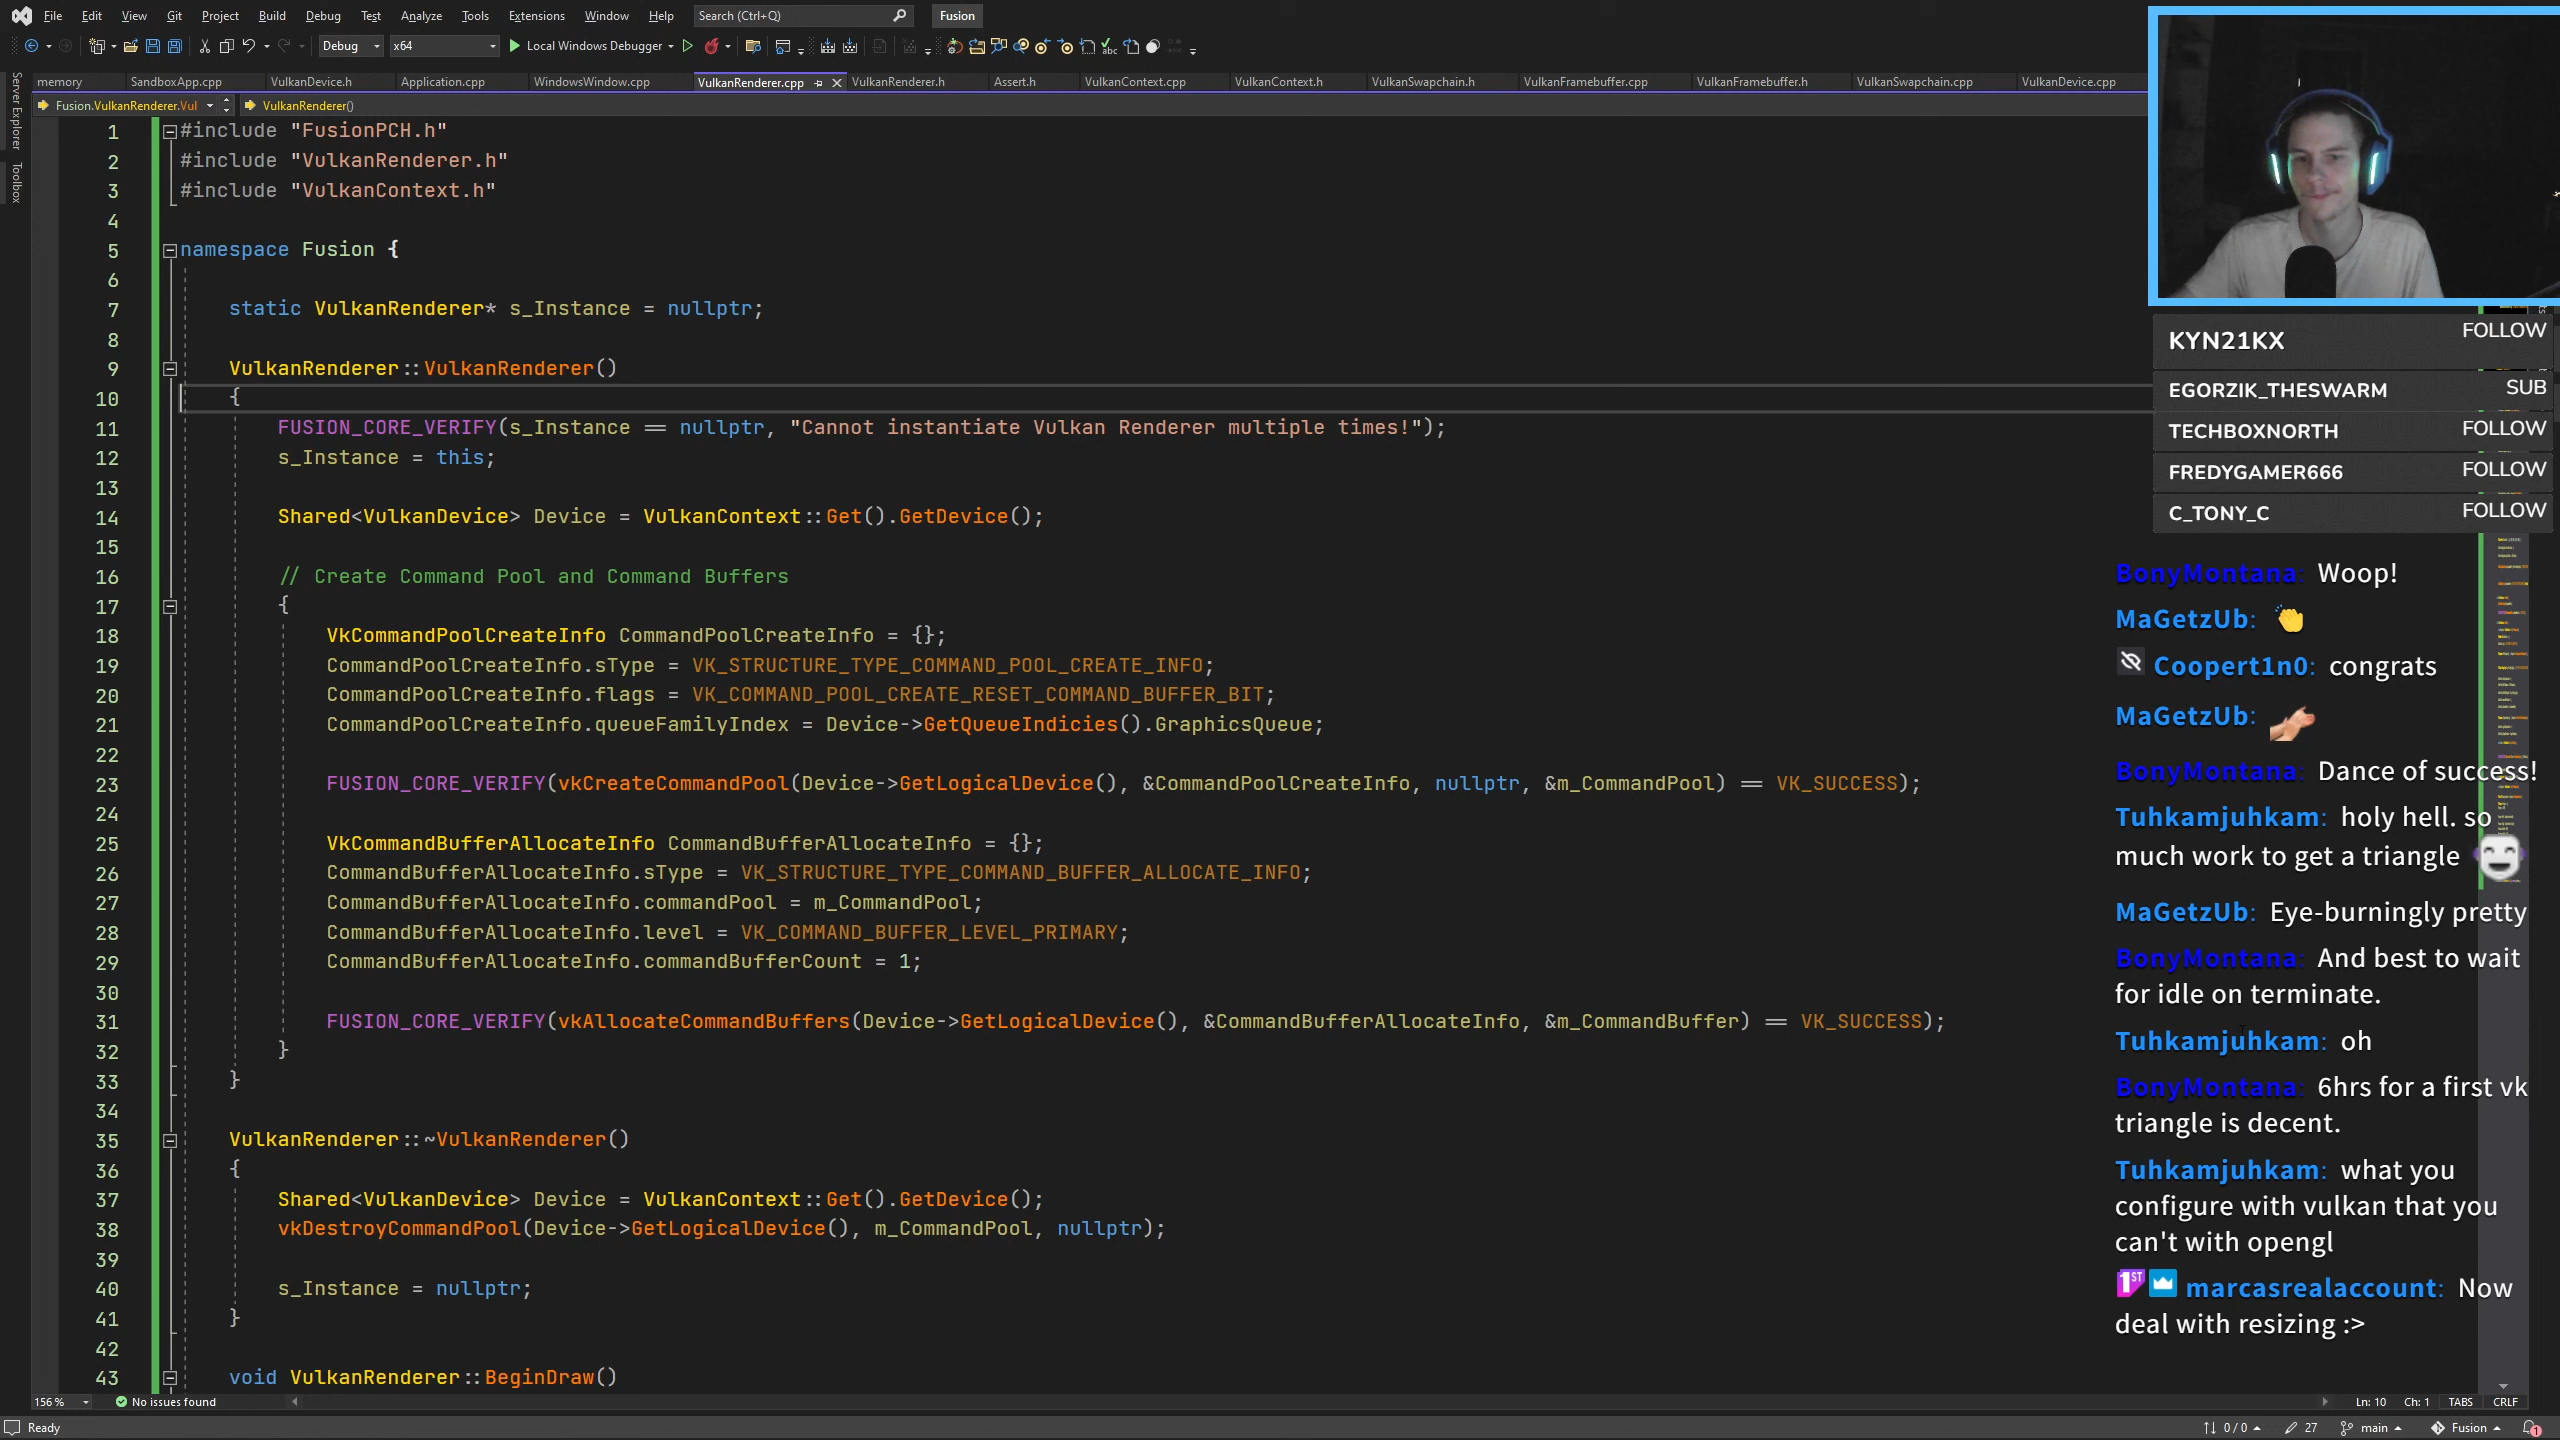 File Edit View Git Project Build Debug Test Analyze Tools Extensions Window Help Search (Ctrl+Q) Fusion
Debug x64 Local Windows Debugger
memory SandboxApp.cpp VulkanDevice.h Application.cpp WindowsWindow.cpp VulkanRenderer.cpp VulkanRenderer.h Assert.h VulkanContext.cpp VulkanContext.h VulkanSwapchain.h VulkanFramebuffer.cpp VulkanFramebuffer.h VulkanSwapchain.cpp VulkanDevice.cpp
Fusion.VulkanRenderer.Vul VulkanRenderer()
Server Explorer
Toolbox
1 #include "FusionPCH.h"
2 #include "VulkanRenderer.h"
3 #include "VulkanContext.h"
4
5 namespace Fusion {
6
7 static VulkanRenderer* s_Instance = nullptr;
8
9 VulkanRenderer::VulkanRenderer()
10 {
11 FUSION_CORE_VERIFY(s_Instance == nullptr, "Cannot instantiate Vulkan Renderer multiple times!");
12 s_Instance = this;
13
14 Shared<VulkanDevice> Device = VulkanContext::Get().GetDevice();
15
16 // Create Command Pool and Command Buffers
17 {
18 VkCommandPoolCreateInfo CommandPoolCreateInfo = {};
19 CommandPoolCreateInfo.sType = VK_STRUCTURE_TYPE_COMMAND_POOL_CREATE_INFO;
20 CommandPoolCreateInfo.flags = VK_COMMAND_POOL_CREATE_RESET_COMMAND_BUFFER_BIT;
21 CommandPoolCreateInfo.queueFamilyIndex = Device->GetQueueIndicies().GraphicsQueue;
22
23 FUSION_CORE_VERIFY(vkCreateCommandPool(Device->GetLogicalDevice(), &CommandPoolCreateInfo, nullptr, &m_CommandPool) == VK_SUCCESS);
24
25 VkCommandBufferAllocateInfo CommandBufferAllocateInfo = {};
26 CommandBufferAllocateInfo.sType = VK_STRUCTURE_TYPE_COMMAND_BUFFER_ALLOCATE_INFO;
27 CommandBufferAllocateInfo.commandPool = m_CommandPool;
28 CommandBufferAllocateInfo.level = VK_COMMAND_BUFFER_LEVEL_PRIMARY;
29 CommandBufferAllocateInfo.commandBufferCount = 1;
30
31 FUSION_CORE_VERIFY(vkAllocateCommandBuffers(Device->GetLogicalDevice(), &CommandBufferAllocateInfo, &m_CommandBuffer) == VK_SUCCESS);
32 }
33 }
34
35 VulkanRenderer::~VulkanRenderer()
36 {
37 Shared<VulkanDevice> Device = VulkanContext::Get().GetDevice();
38 vkDestroyCommandPool(Device->GetLogicalDevice(), m_CommandPool, nullptr);
39
40 s_Instance = nullptr;
41 }
42
43 void VulkanRenderer::BeginDraw()
156 % No issues found Ln: 10 Ch: 1 TABS CRLF
Ready 0 / 0 27 main Fusion 1
KYN21KX FOLLOW
EGORZIK_THESWARM SUB
TECHBOXNORTH FOLLOW
FREDYGAMER666 FOLLOW
C_TONY_C FOLLOW
BonyMontana: Woop!
MaGetzUb: 👏
Coopert1n0: congrats
MaGetzUb:
BonyMontana: Dance of success!
Tuhkamjuhkam: holy hell. so
much work to get a triangle
MaGetzUb: Eye-burningly pretty
BonyMontana: And best to wait
for idle on terminate.
Tuhkamjuhkam: oh
BonyMontana: 6hrs for a first vk
triangle is decent.
Tuhkamjuhkam: what you
configure with vulkan that you
can't with opengl
1ST marcasrealaccount: Now
deal with resizing :>